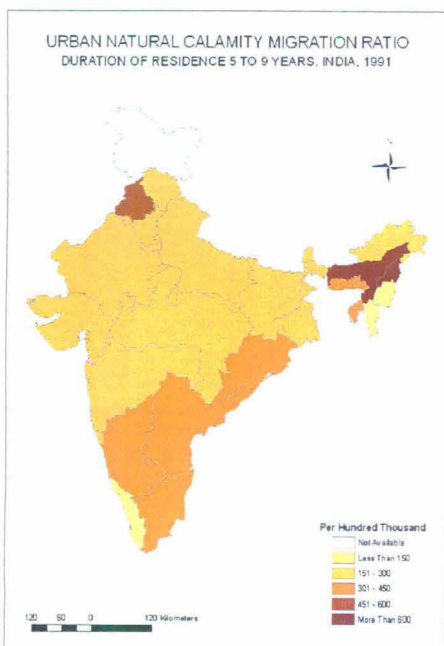 URBAN NATURAL CALAMITY MIGRATION RATIO
DURATION OF RESIDENCE 5 TO 9 YEARS, INDIA, 1991
Per Hundred Thousand
Not Available
Less Than 150
151 - 300
301 - 450
451 - 600
More Than 600
120 60 0 120 Kilometers